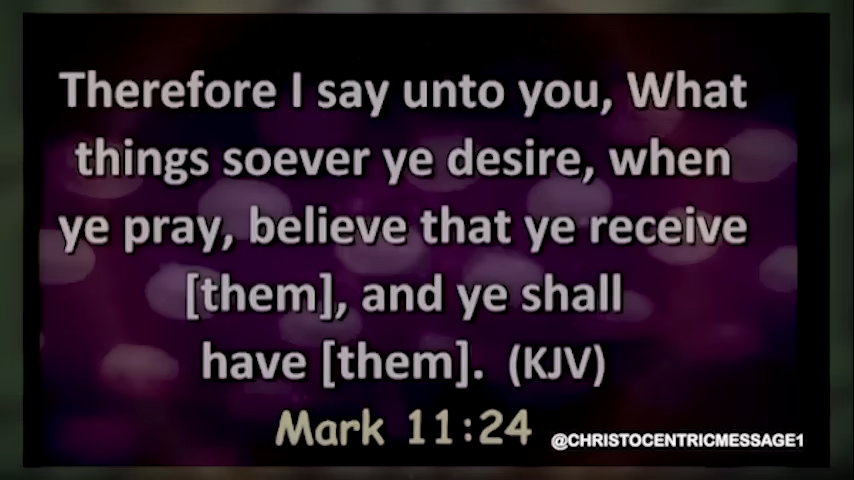 Therefore I say unto you, What
things soever ye desire, when
ye pray, believe that ye receive
[them], and ye shall
have [them]. (KJV)
Mark 11:24
@CHRISTOCENTRICMESSAGE1